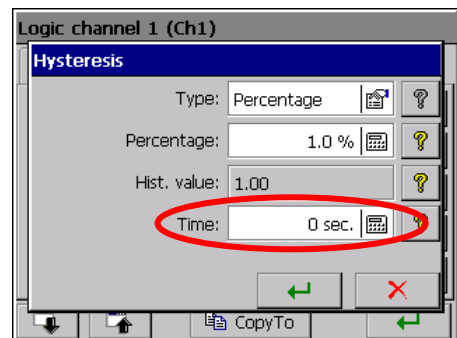 Logic channel 1 (Ch1)
Hysteresis
Type: Percentage ?
Percentage: 1.0 % ?
Hist. value: 1.00 ?
Time: 0 sec. ?
CopyTo